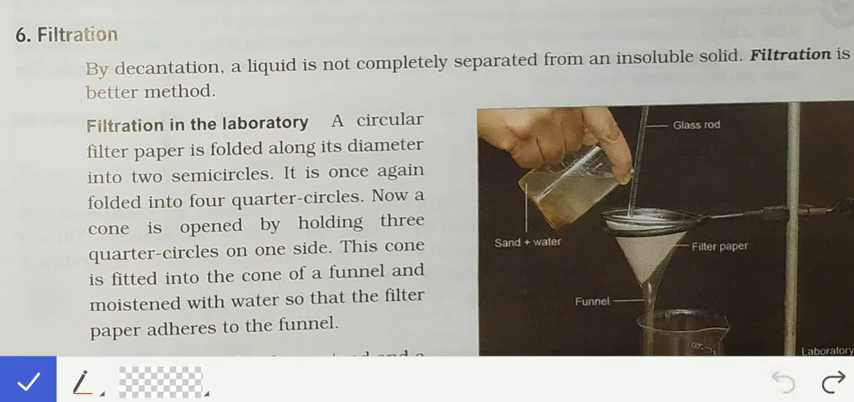 6. Filtration
By decantation, a liquid is not completely separated from an insoluble solid. Filtration is
better method.
Filtration in the laboratory A circular
filter paper is folded along its diameter
into two semicircles. It is once again
folded into four quarter-circles. Now a
cone is opened by holding three
quarter-circles on one side. This cone
is fitted into the cone of a funnel and
moistened with water so that the filter
paper adheres to the funnel.
Glass rod
Sand + water
Filter paper
Funnel
Laboratory